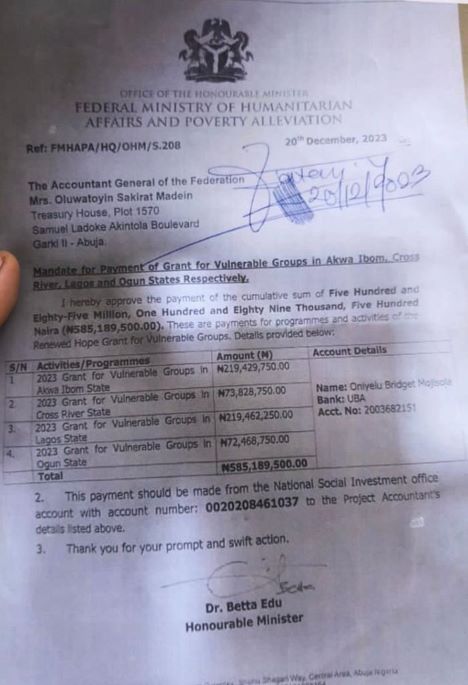 OFFICE OF THE HONOURABLE MINISTER
FEDERAL MINISTRY OF HUMANITARIAN
AFFAIRS AND POVERTY ALLEVIATION
Ref: FMHAPA/HQ/OHM/S.208
20th December, 2023
20/12/2023
The Accountant General of the Federation
Mrs. Oluwatoyin Sakirat Madein
Treasury House, Plot 1570
Samuel Ladoke Akintola Boulevard
Garki II - Abuja.
Mandate for Payment of Grant for Vulnerable Groups in Akwa Ibom, Cross
River, Lagos and Ogun States Respectively.
I hereby approve the payment of the cumulative sum of Five Hundred and
Eighty-Five Million, One Hundred and Eighty Nine Thousand, Five Hundred
Naira (₦585,189,500.00). These are payments for programmes and activities of the
Renewed Hope Grant for Vulnerable Groups. Details provided below:
S/N Activities/Programmes Amount (₦) Account Details
1 2023 Grant for Vulnerable Groups in ₦219,429,750.00
Akwa Ibom State
2 2023 Grant for Vulnerable Groups in ₦73,828,750.00
Cross River State
3. 2023 Grant for Vulnerable Groups in ₦219,462,250.00
Lagos State
4. 2023 Grant for Vulnerable Groups in ₦72,468,750.00
Ogun State
Total ₦585,189,500.00
Name: Oniyelu Bridget Mojisola
Bank: UBA
Acct. No: 2003682151
2. This payment should be made from the National Social Investment office
account with account number: 0020208461037 to the Project Accountant's
details listed above.
3. Thank you for your prompt and swift action.
Dr. Betta Edu
Honourable Minister
Shehu Shagari Way, Central Area, Abuja Nigeria